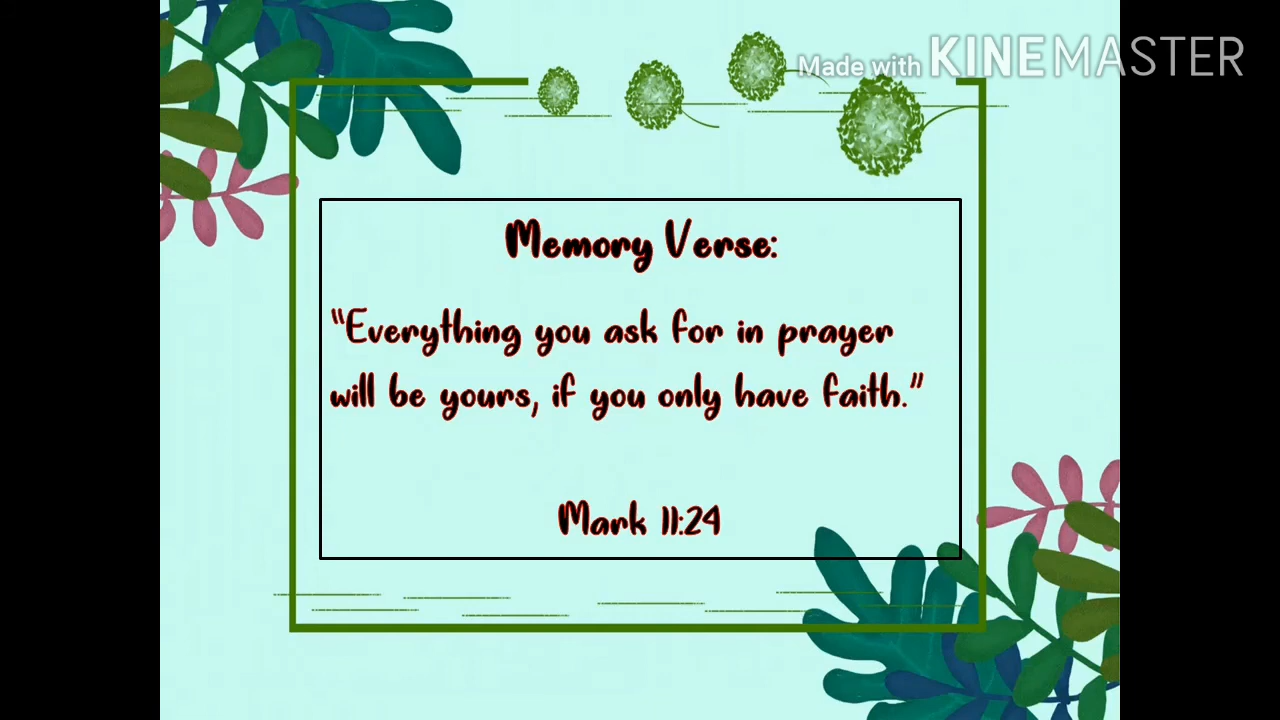 Made with KINEMASTER
Memory Verse:
"Everything you ask for in prayer
will be yours, if you only have faith."
Mark 11:24